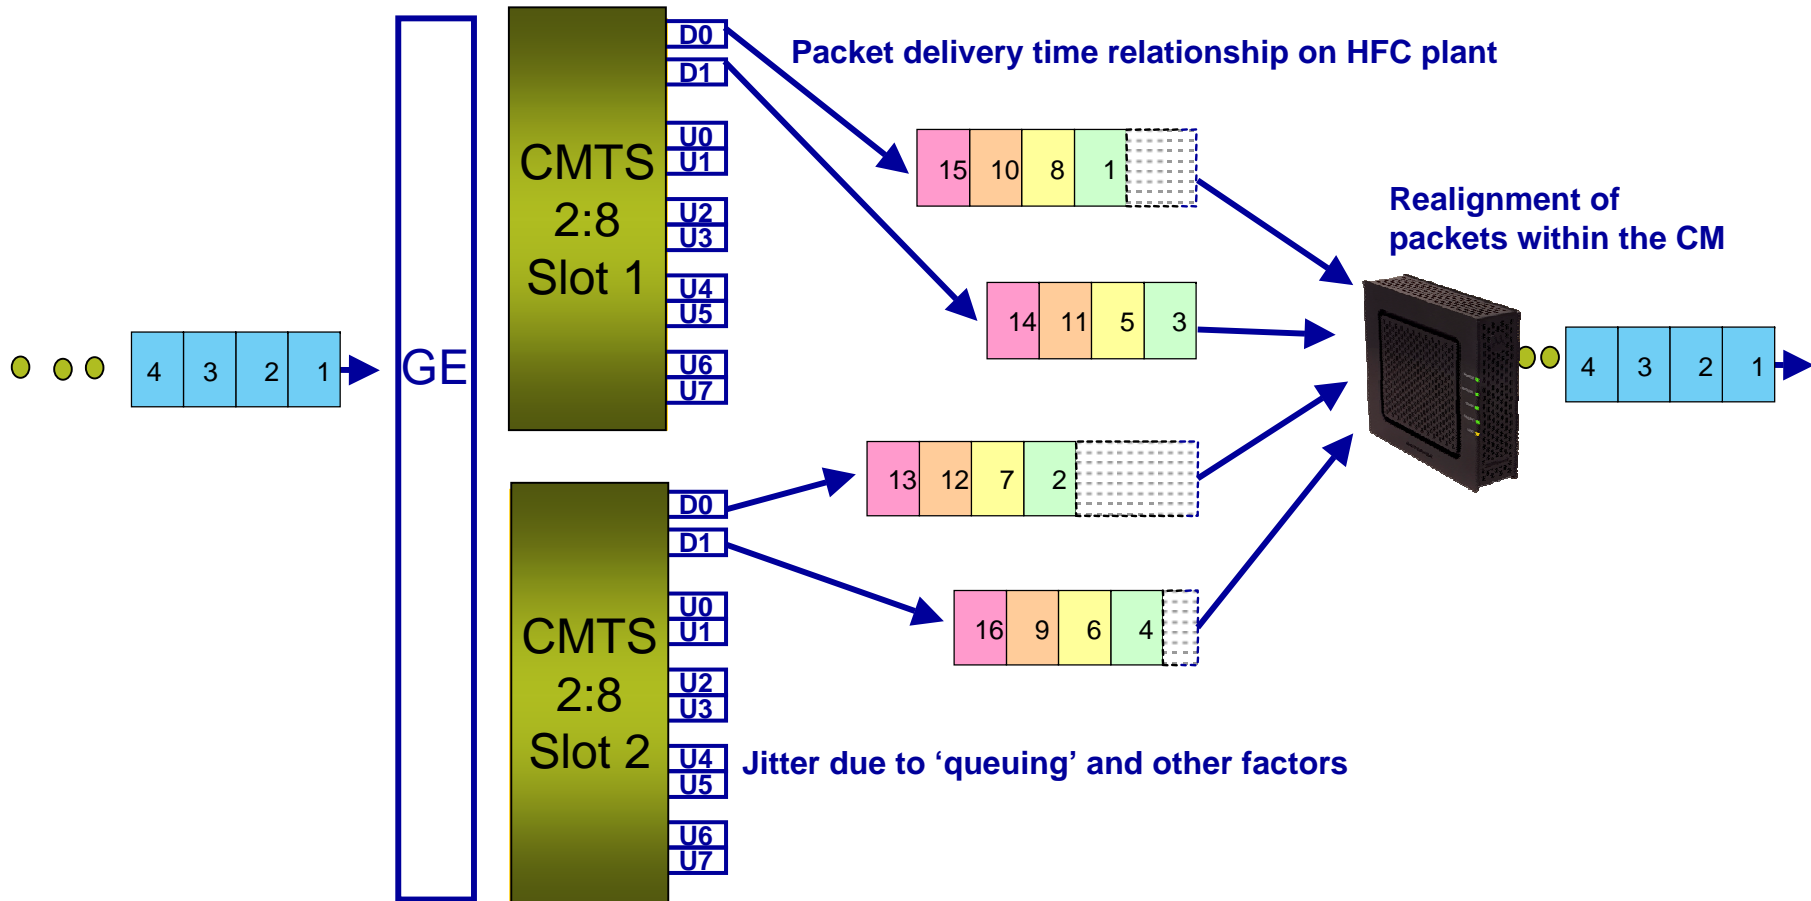 D0
Packet delivery time relationship on HFC plant
D1
U0
U1
CMTS
2:8
Slot 1
U2
U3
U4
U5
U6
U7
15 10 8 1
Realignment of
packets within the CM
14 11 5 3
4 3 2 1
GE
4 3 2 1
13 12 7 2
D0
D1
16 9 6 4
U0
U1
CMTS
2:8
Slot 2
U2
U3
U4
U5
Jitter due to ‘queuing’ and other factors
U6
U7